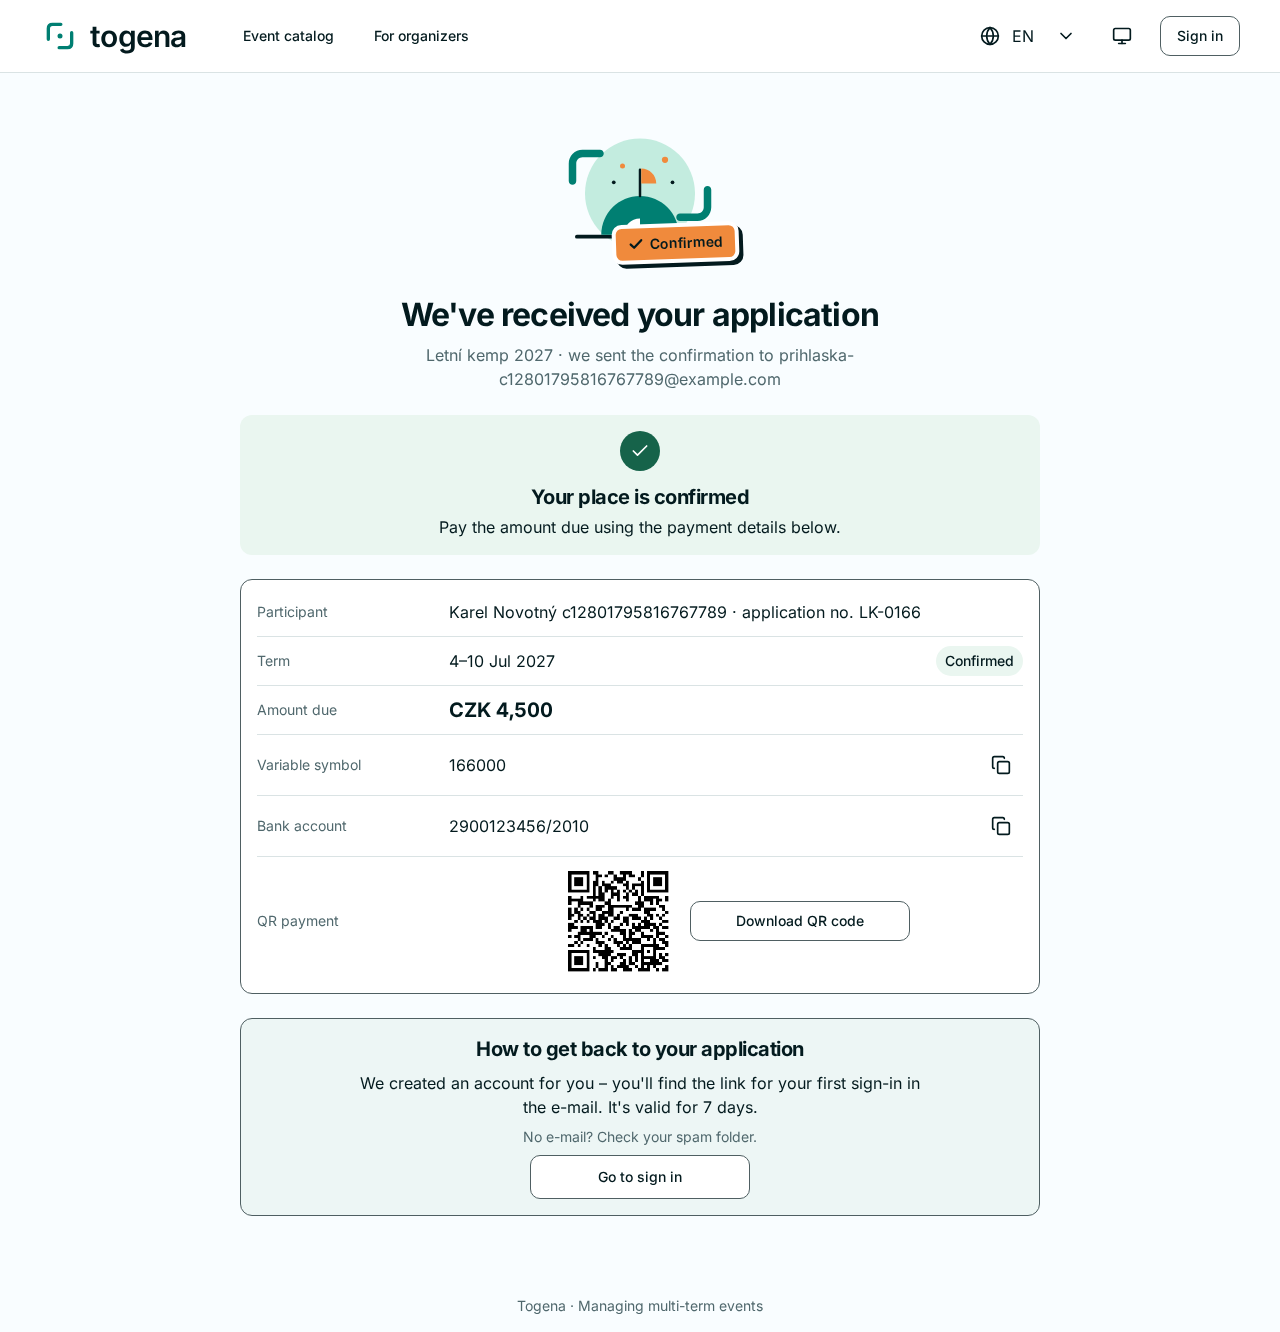 togena
Event catalog
For organizers
EN
Sign in
Confirmed
We've received your application
Letní kemp 2027 · we sent the confirmation to prihlaska-
c12801795816767789@example.com
Your place is confirmed
Pay the amount due using the payment details below.
Participant
Karel Novotný c12801795816767789 · application no. LK-0166
Term
4–10 Jul 2027
Confirmed
Amount due
CZK 4,500
Variable symbol
166000
Bank account
2900123456/2010
QR payment
Download QR code
How to get back to your application
We created an account for you – you'll find the link for your first sign-in in
the e-mail. It's valid for 7 days.
No e-mail? Check your spam folder.
Go to sign in
Togena · Managing multi-term events